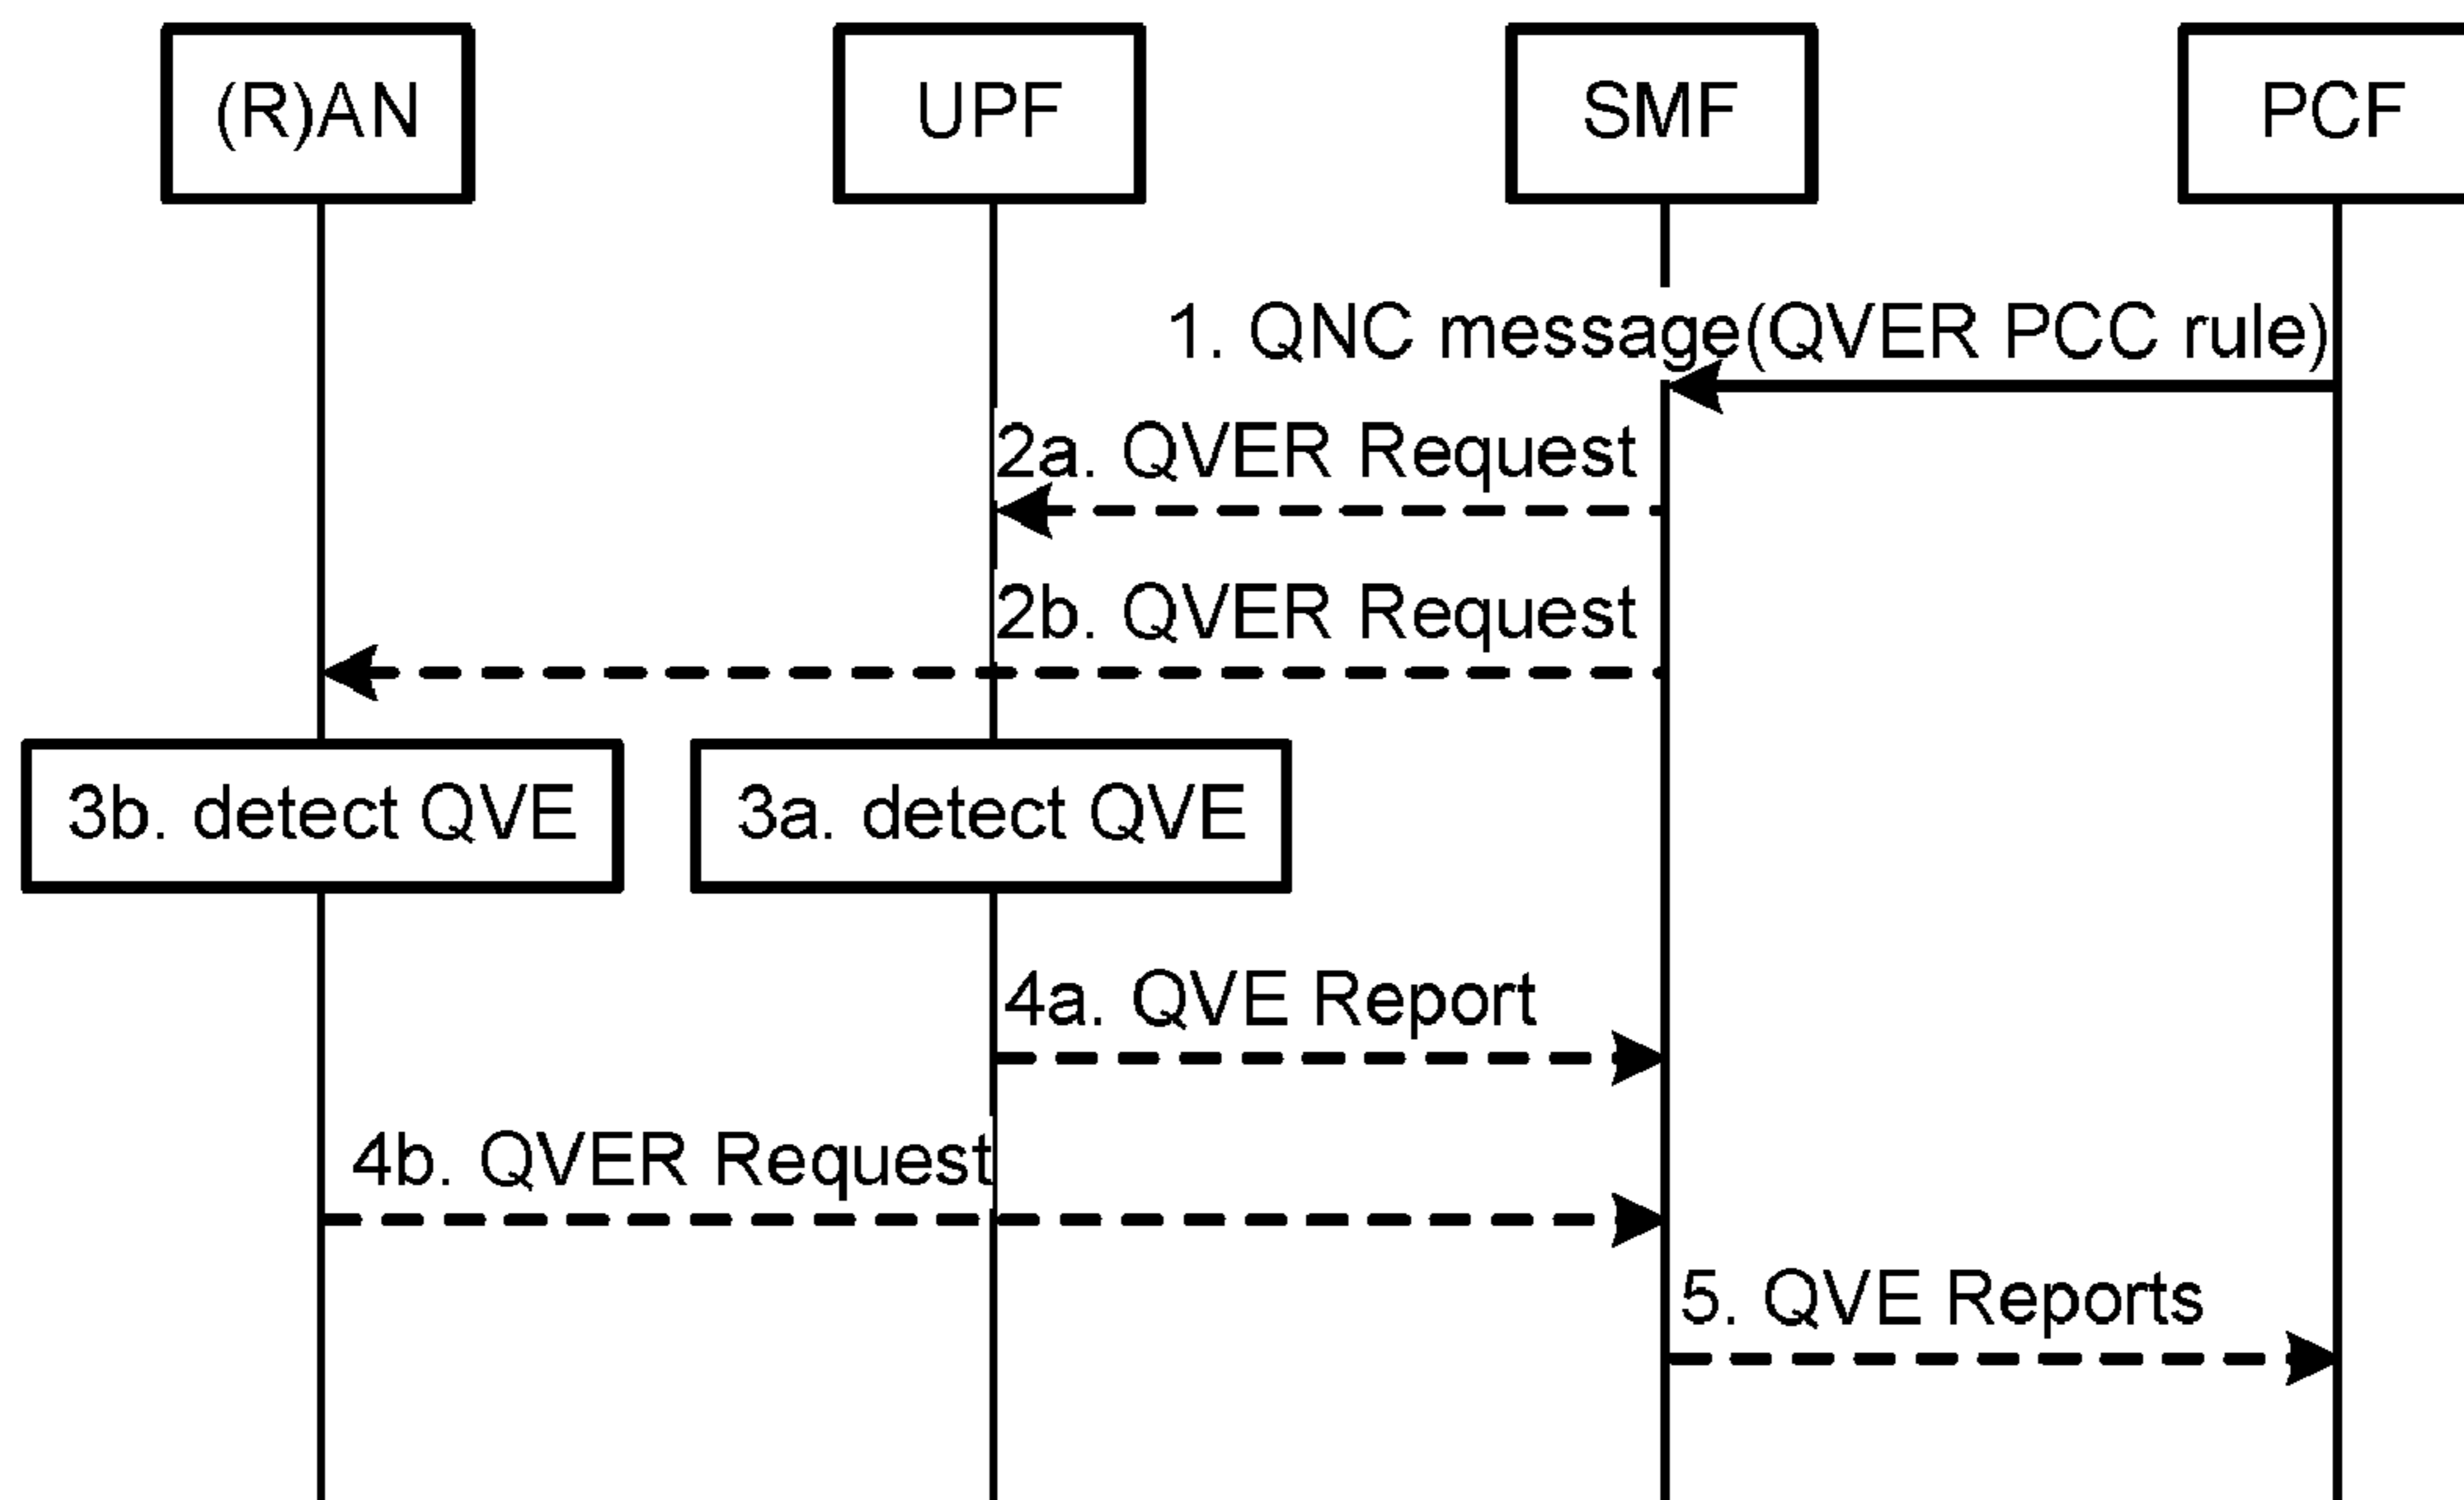 (R)AN
UPF
SMF
PCF
1. QNC message(QVER PCC rule)
2a. QVER Request
2b. QVER Request
3b. detect QVE
3a. detect QVE
4a. QVE Report
4b. QVER Request
5. QVE Reports